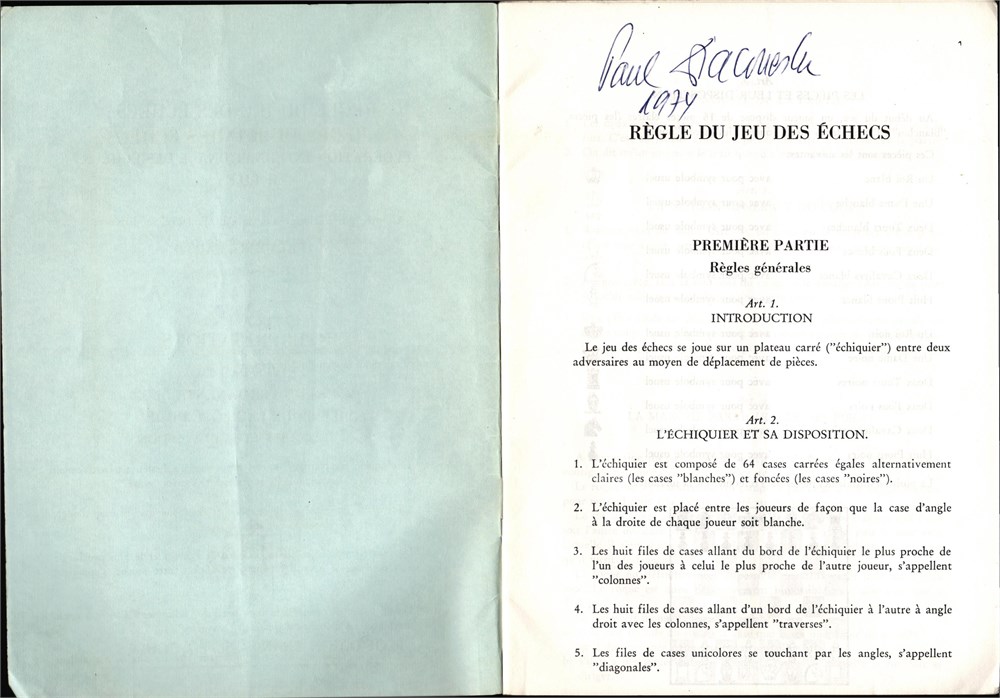 Paul
1974
RÈGLE DU JEU DES ÉCHECS
PREMIÈRE PARTIE
Règles générales
Art. 1.
INTRODUCTION
Le jeu des échecs se joue sur un plateau carré (”échiquier”) entre deux
adversaires au moyen de déplacement de pièces.
Art. 2.
L’ÉCHIQUIER ET SA DISPOSITION.
1. L’échiquier est composé de 64 cases carrées égales alternativement
claires (les cases ”blanches”) et foncées (les cases ”noires”).
2. L’échiquier est placé entre les joueurs de façon que la case d’angle
à la droite de chaque joueur soit blanche.
3. Les huit files de cases allant du bord de l’échiquier le plus proche de
l’un des joueurs à celui le plus proche de l’autre joueur, s’appellent
”colonnes”.
4. Les huit files de cases allant d’un bord de l’échiquier à l’autre à angle
droit avec les colonnes, s’appellent ”traverses”.
5. Les files de cases unicolores se touchant par les angles, s’appellent
”diagonales”.